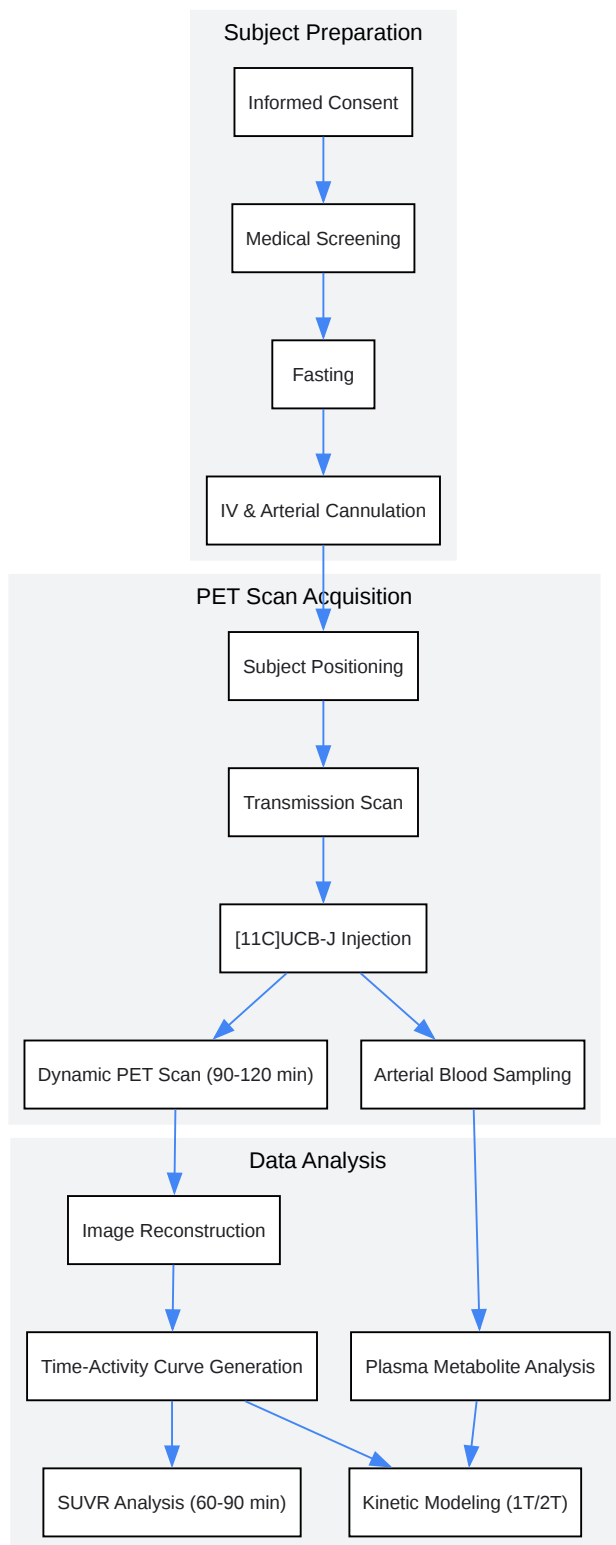 Subject Preparation
Informed Consent
Medical Screening
Fasting
IV & Arterial Cannulation
PET Scan Acquisition
Subject Positioning
Transmission Scan
[11C]UCB-J Injection
Dynamic PET Scan (90-120 min)
Arterial Blood Sampling
Data Analysis
Image Reconstruction
Time-Activity Curve Generation
Plasma Metabolite Analysis
SUVR Analysis (60-90 min)
Kinetic Modeling (1T/2T)